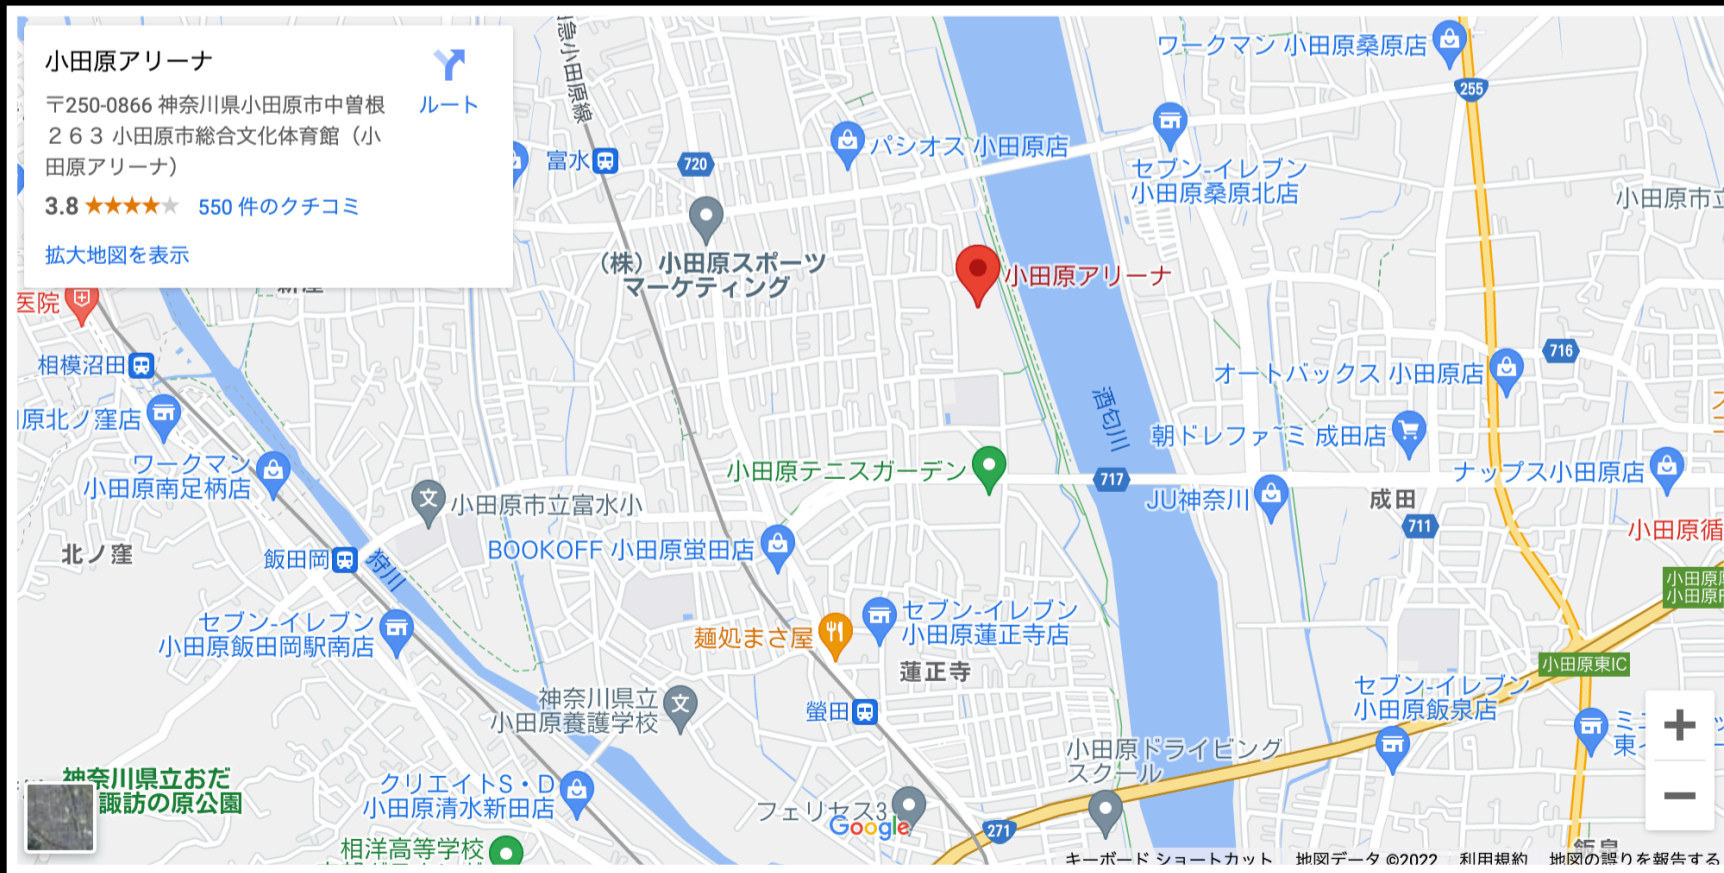 小田原アリーナ
ルート
〒250-0866 神奈川県小田原市中曽根
２６３ 小田原市総合文化体育館（小
田原アリーナ）
3.8
550 件のクチコミ
拡大地図を表示
急小田原線
ワークマン 小田原桑原店
255
富水
720
パシオス 小田原店
セブン-イレブン
小田原桑原北店
小田原市立
（株）小田原スポーツ
マーケティング
小田原アリーナ
医院
相模沼田
716
オートバックス 小田原店
原北ノ窪店
酒匂川
朝ドレファ~ミ 成田店
ワークマン
小田原南足柄店
小田原テニスガーデン
717
ナップス小田原店
小田原市立富水小
JU神奈川
成田
711
小田原循
北ノ窪
飯田岡
狩川
BOOKOFF 小田原蛍田店
セブン-イレブン
小田原飯田岡駅南店
麺処まさ屋
セブン-イレブン
小田原蓮正寺店
蓮正寺
小田原東IC
神奈川県立
小田原養護学校
螢田
セブン-イレブン
小田原飯泉店
小田原ドライビング
スクール
神奈川県立おだ
諏訪の原公園
クリエイトS・D
小田原清水新田店
フェリセス3
Google
271
相洋高等学校
飯泉
キーボード ショートカット
地図データ ©2022
利用規約
地図の誤りを報告する